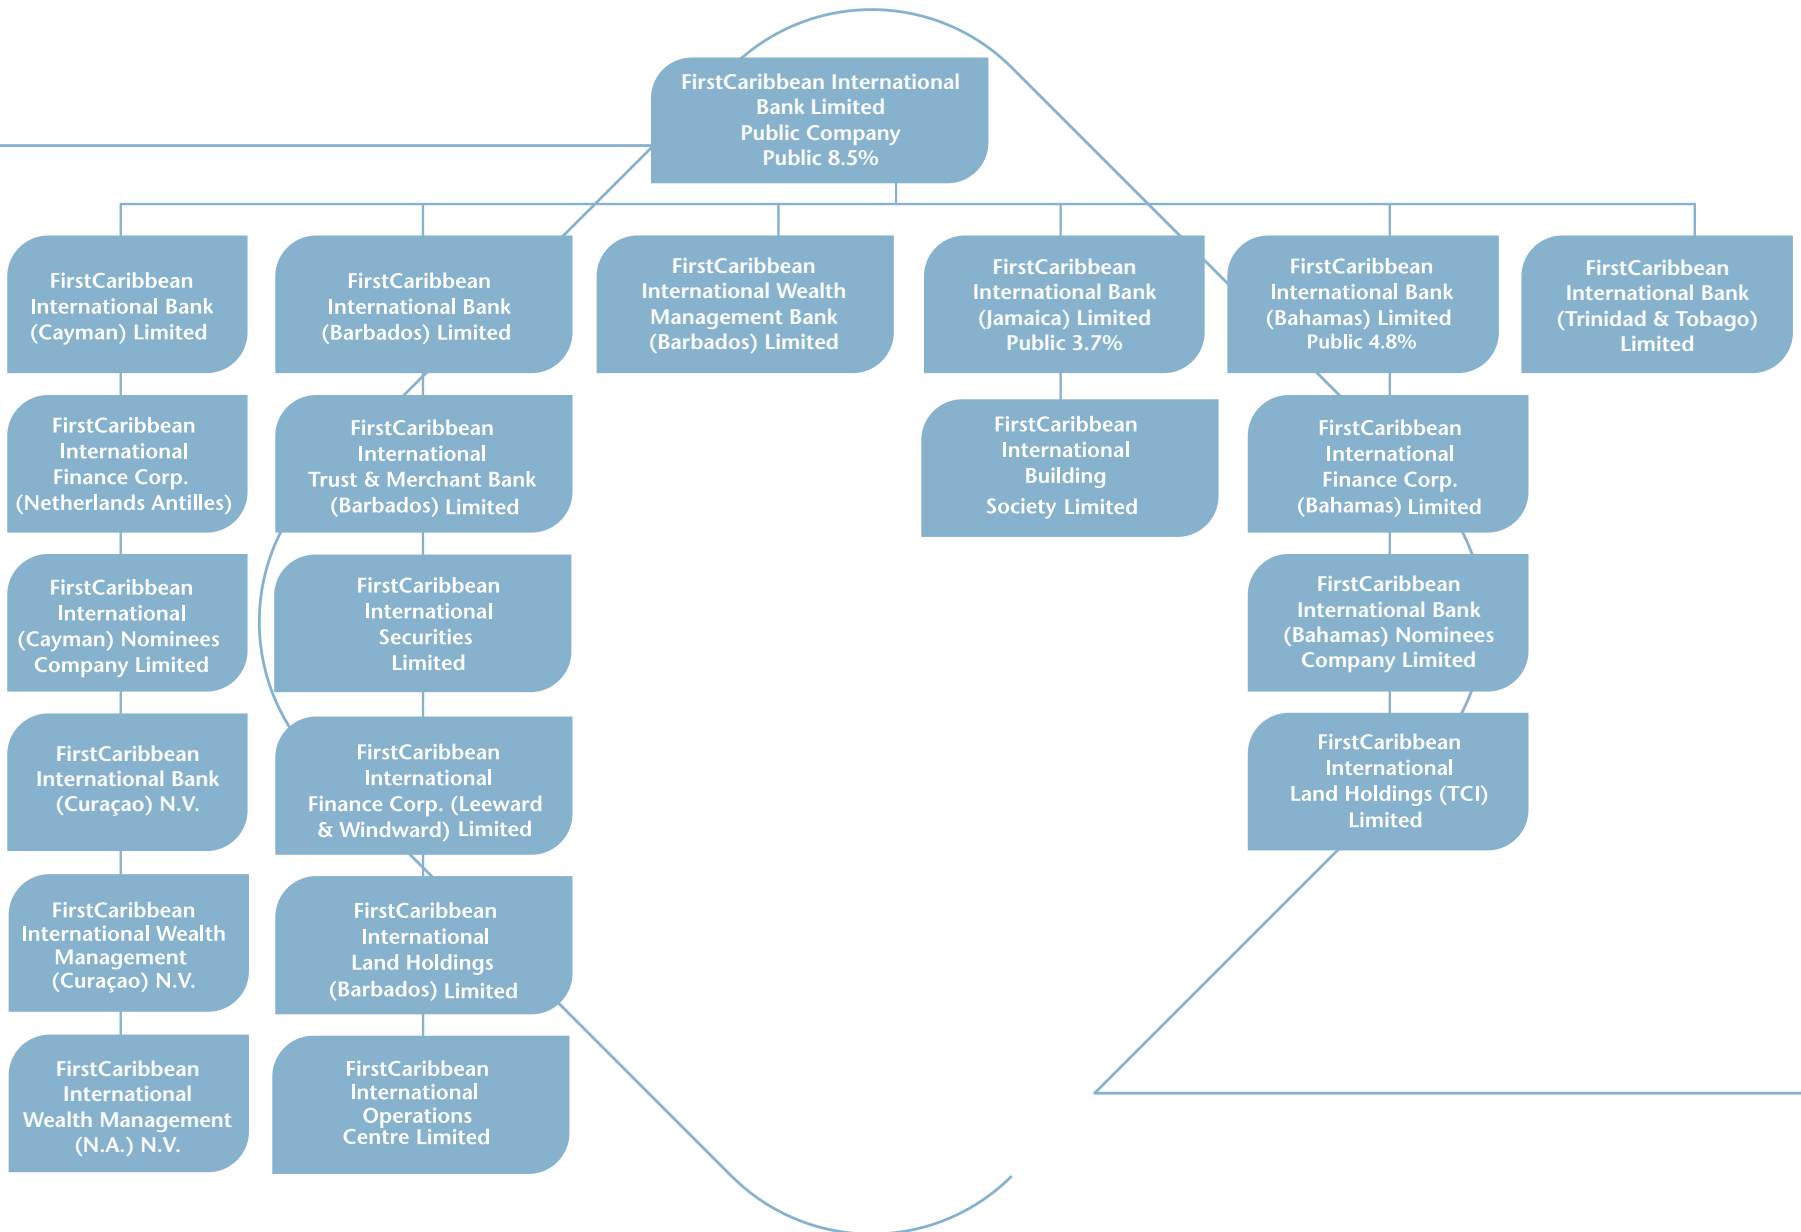 FirstCaribbean International
Bank Limited
Public Company
Public 8.5%
FirstCaribbean
International Bank
(Cayman) Limited
FirstCaribbean
International Bank
(Barbados) Limited
FirstCaribbean
International Wealth
Management Bank
(Barbados) Limited
FirstCaribbean
International Bank
(Jamaica) Limited
Public 3.7%
FirstCaribbean
International Bank
(Bahamas) Limited
Public 4.8%
FirstCaribbean
International Bank
(Trinidad & Tobago)
Limited
FirstCaribbean
International
Finance Corp.
(Netherlands Antilles)
FirstCaribbean
International
Trust & Merchant Bank
(Barbados) Limited
FirstCaribbean
International
Building
Society Limited
FirstCaribbean
International
Finance Corp.
(Bahamas) Limited
FirstCaribbean
International
(Cayman) Nominees
Company Limited
FirstCaribbean
International
Securities
Limited
FirstCaribbean
International Bank
(Bahamas) Nominees
Company Limited
FirstCaribbean
International Bank
(Curaçao) N.V.
FirstCaribbean
International
Finance Corp. (Leeward
& Windward) Limited
FirstCaribbean
International
Land Holdings (TCI)
Limited
FirstCaribbean
International Wealth
Management
(Curaçao) N.V.
FirstCaribbean
International
Land Holdings
(Barbados) Limited
FirstCaribbean
International
Wealth Management
(N.A.) N.V.
FirstCaribbean
International
Operations
Centre Limited